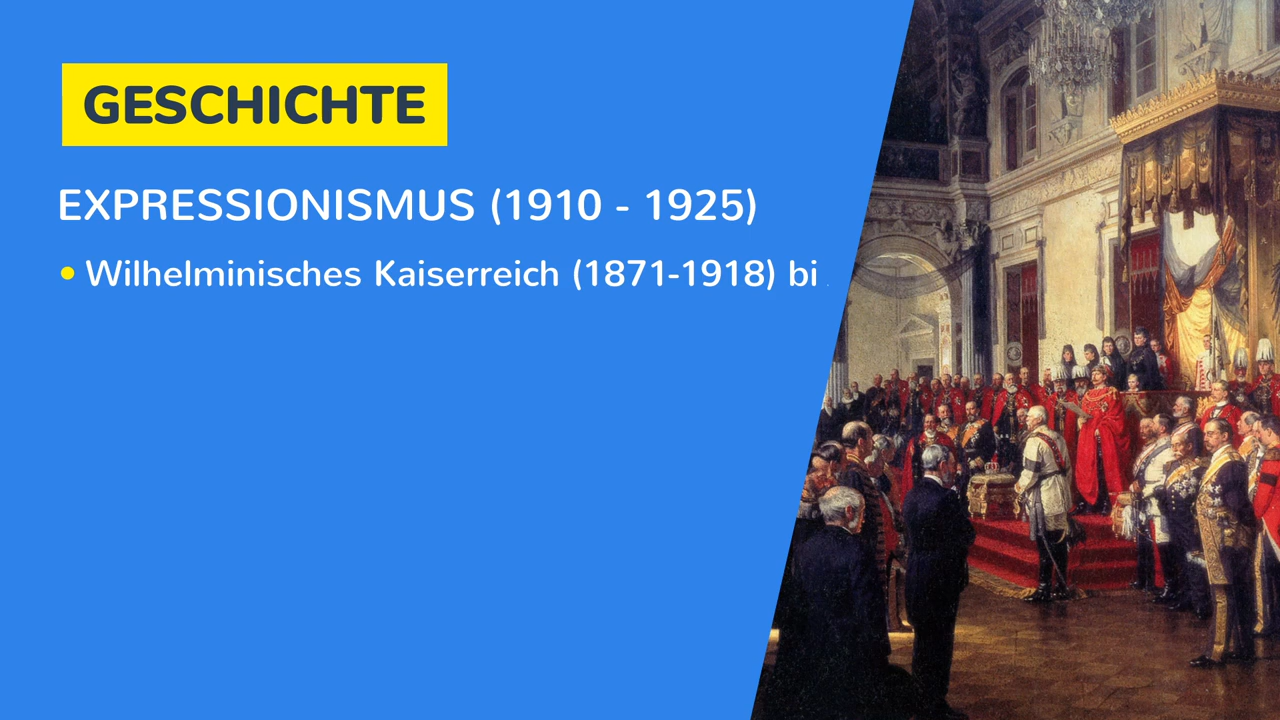 GESCHICHTE
EXPRESSIONISMUS (1910 - 1925)
• Wilhelminisches Kaiserreich (1871-1918) bi